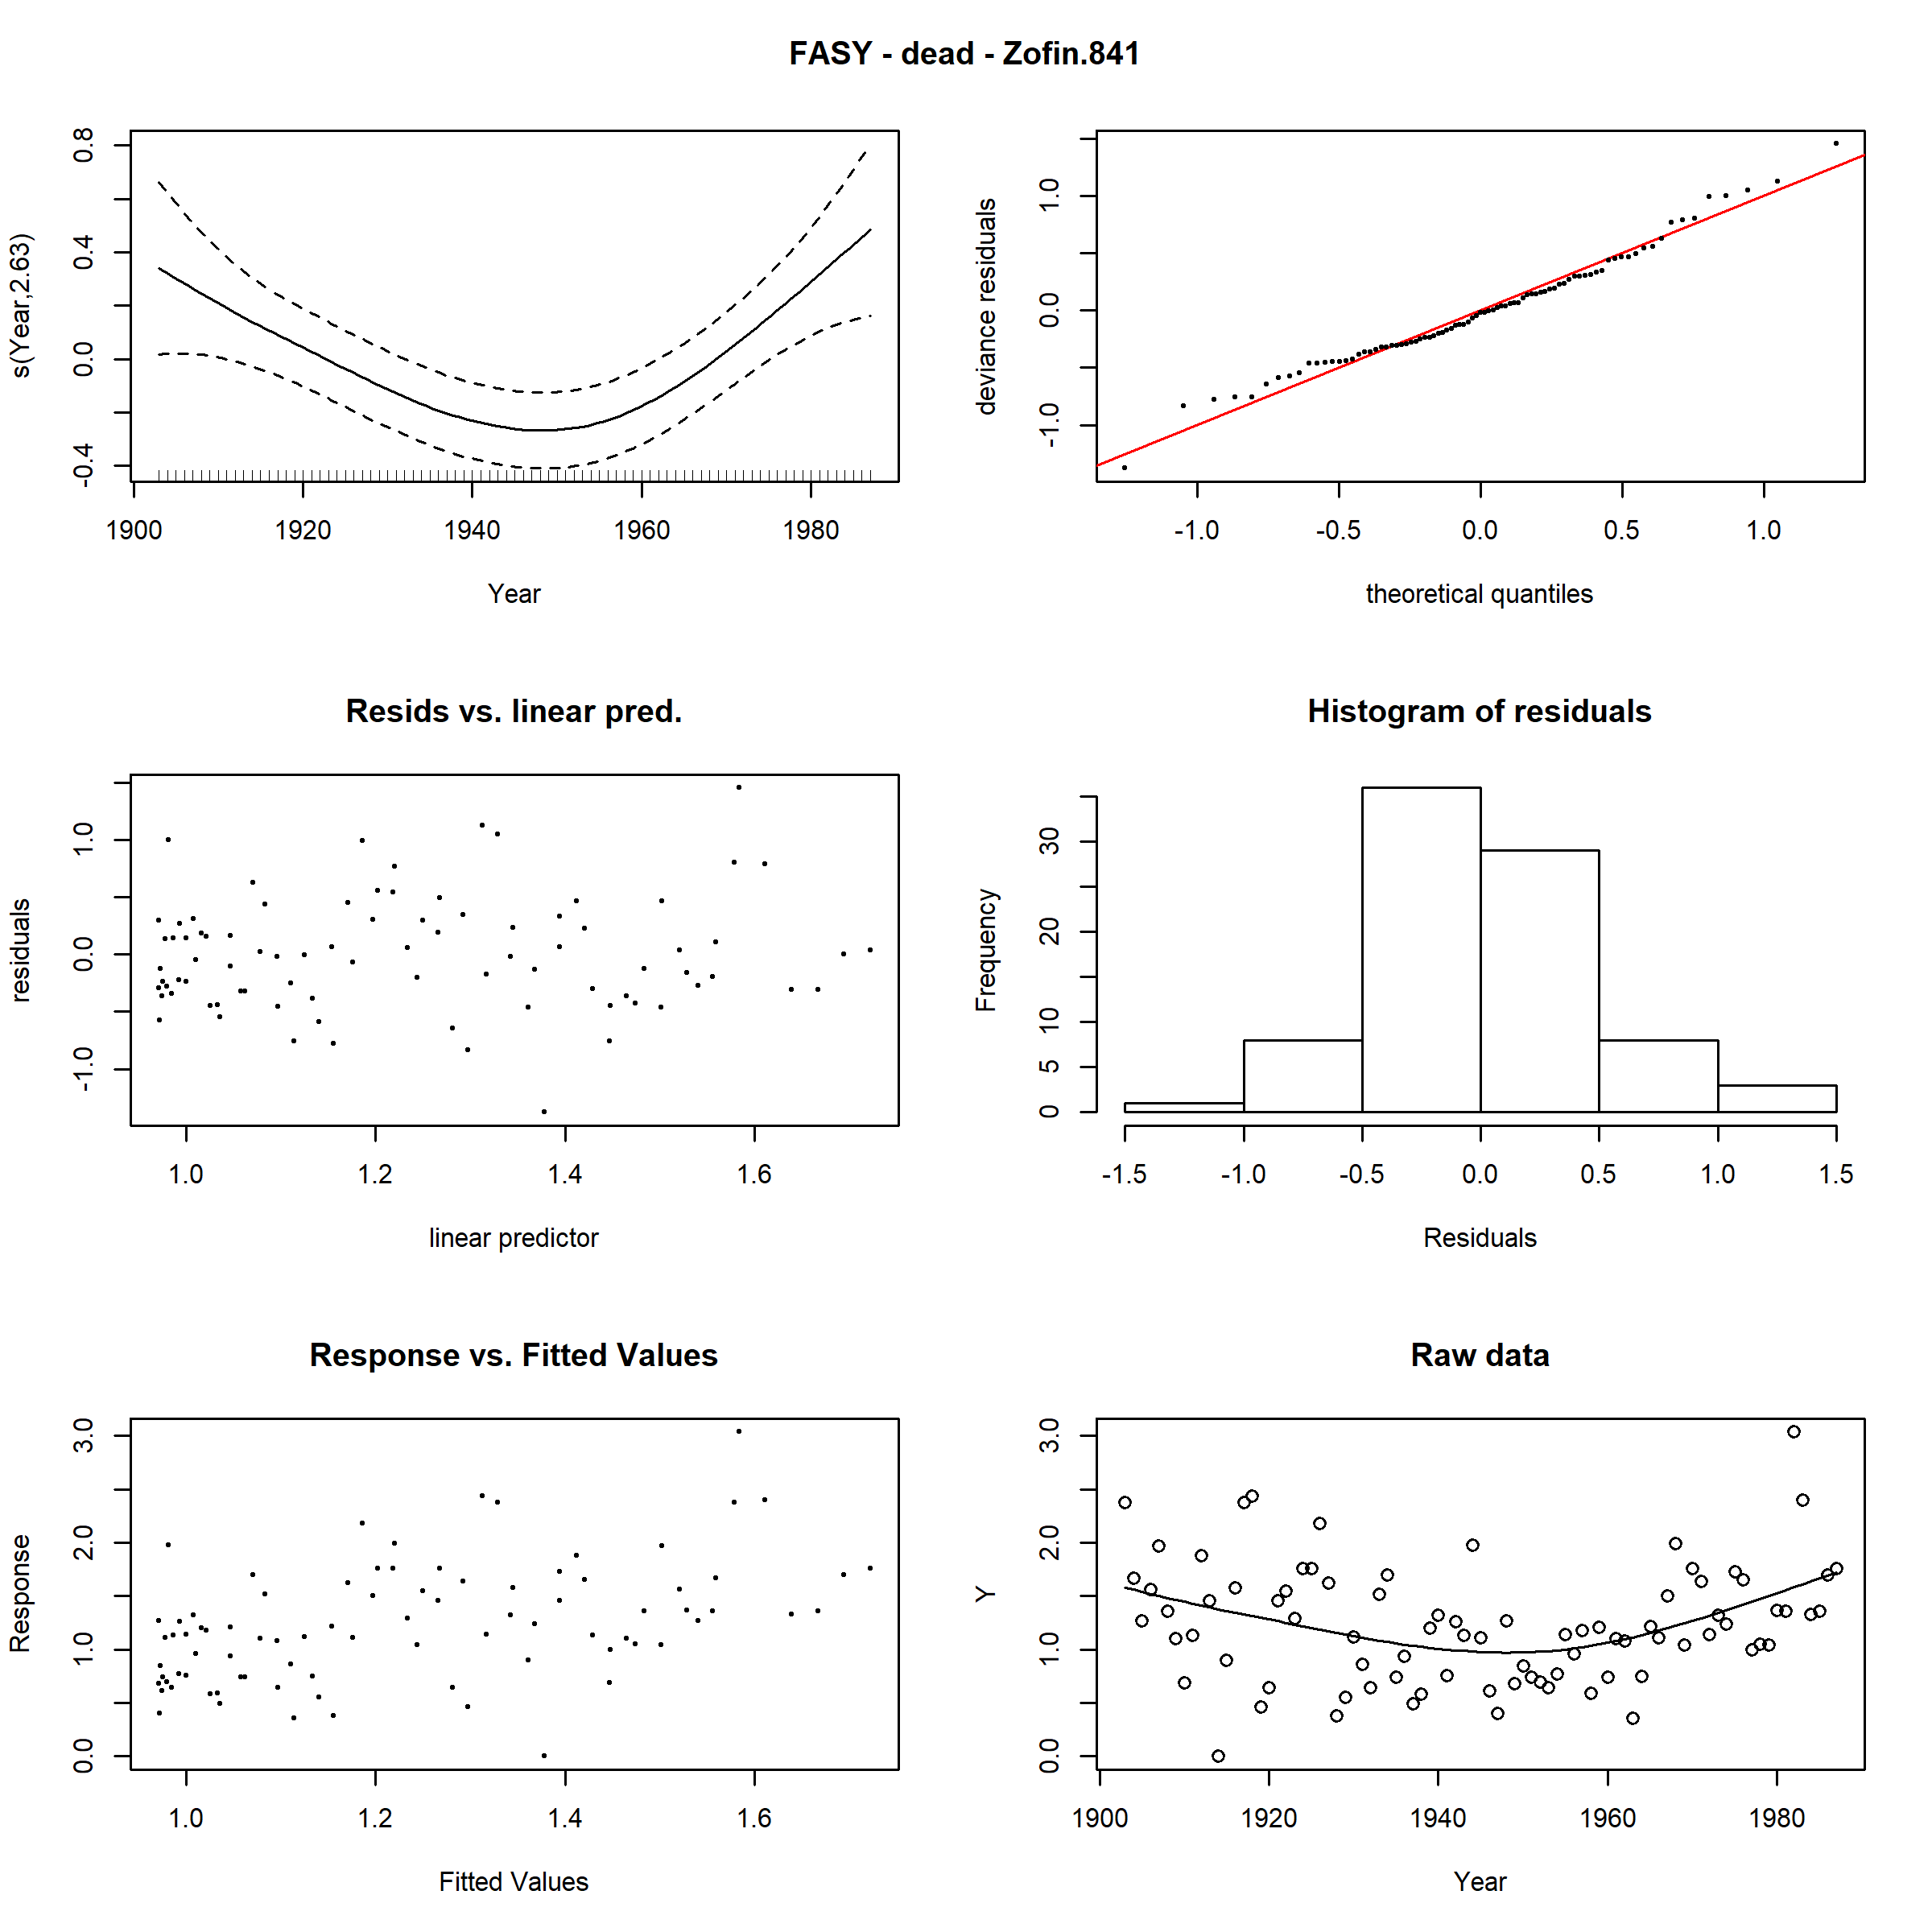 FASY - dead - Zofin.841
s(Year,2.63)
-0.4 0.0 0.4 0.8
1900 1920 1940 1960 1980
Year
deviance residuals
-1.0 0.0 1.0
-1.0 -0.5 0.0 0.5 1.0
theoretical quantiles
Resids vs. linear pred.
residuals
-1.0 0.0 1.0
1.0 1.2 1.4 1.6
linear predictor
Histogram of residuals
Frequency
0 5 10 20 30
-1.5 -1.0 -0.5 0.0 0.5 1.0 1.5
Residuals
Response vs. Fitted Values
Response
0.0 1.0 2.0 3.0
1.0 1.2 1.4 1.6
Fitted Values
Raw data
Y
0.0 1.0 2.0 3.0
1900 1920 1940 1960 1980
Year